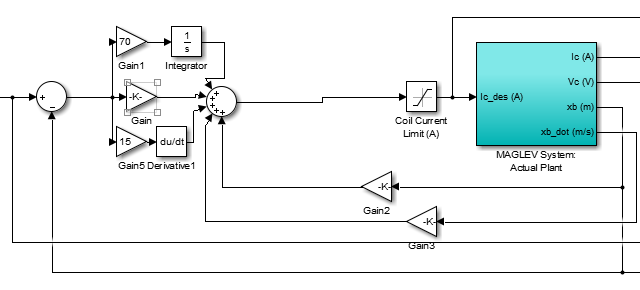 70
Gain1
1
s
Integrator
-K-
Gain
15
Gain5
du/dt
Derivative1
Coil Current
Limit (A)
Ic_des (A)
Ic (A)
Vc (V)
xb (m)
xb_dot (m/s)
MAGLEV System:
Actual Plant
-K-
Gain2
-K-
Gain3